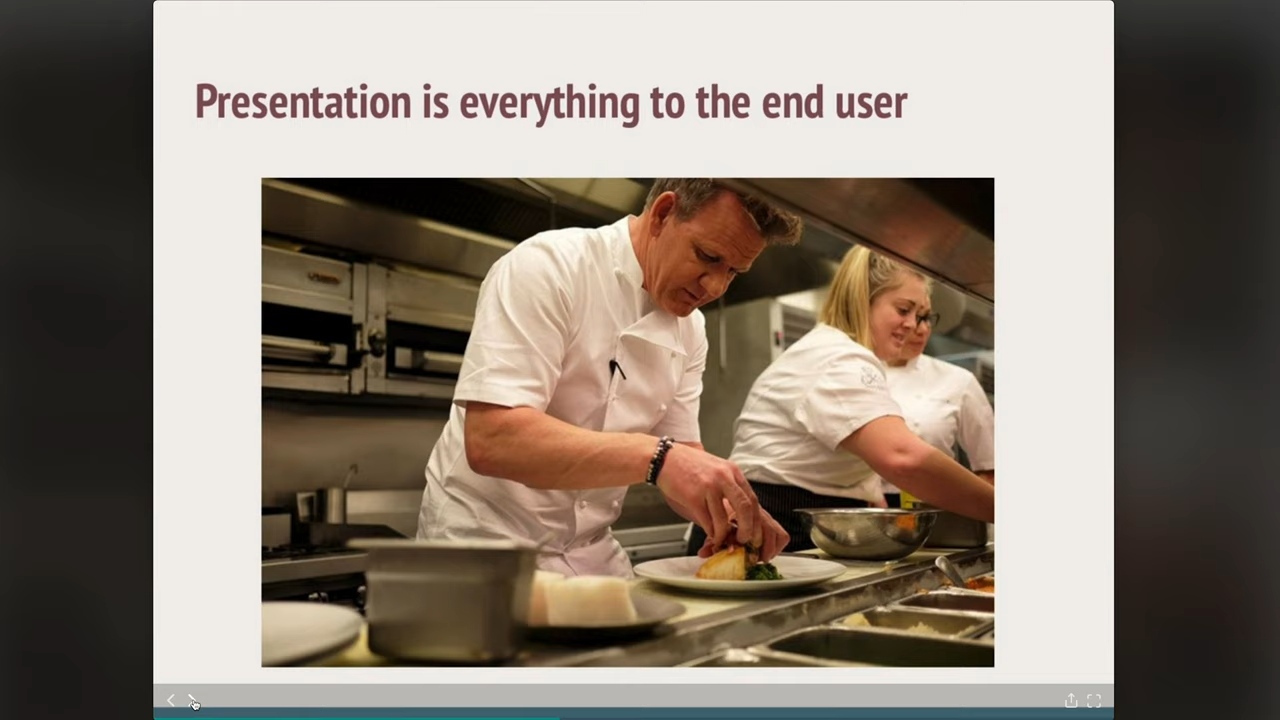 Presentation is everything to the end user